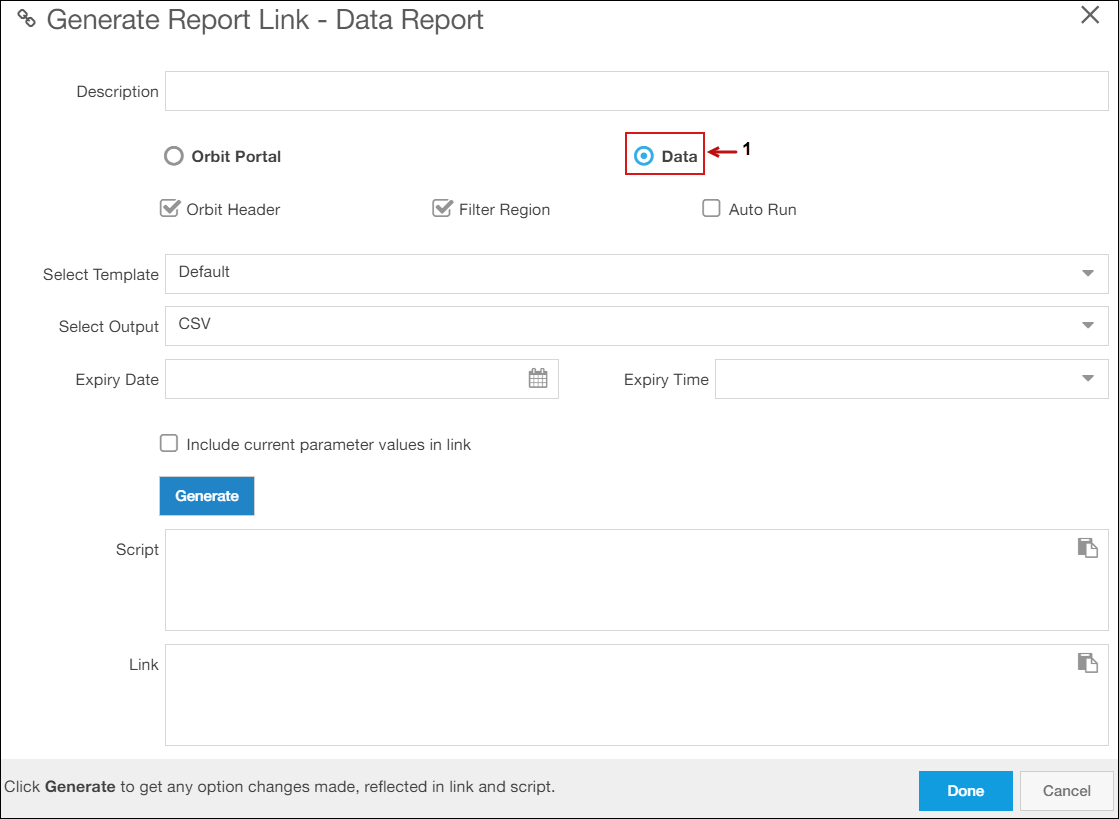 Generate Report Link - Data Report
Description
Orbit Portal
Data
1
Orbit Header
Filter Region
Auto Run
Select Template
Default
Select Output
CSV
Expiry Date
Expiry Time
Include current parameter values in link
Generate
Script
Link
Click Generate to get any option changes made, reflected in link and script.
Done
Cancel